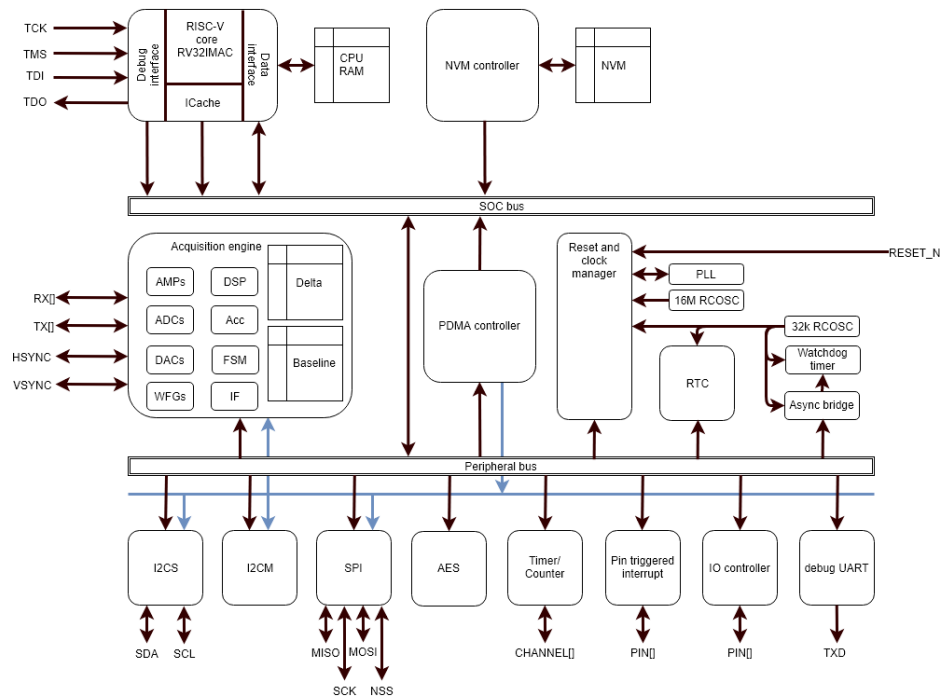 TCK
TMS
TDI
TDO
Debug
interface
RISC-V
core
RV32IMAC
ICache
Data
interface
CPU
RAM
NVM controller
NVM
SOC bus
Acquisition engine
AMPs
DSP
ADCs
Acc
DACs
FSM
WFGs
IF
Delta
Baseline
RX[]
TX[]
HSYNC
VSYNC
PDMA controller
Reset and
clock
manager
RESET_N
PLL
16M RCOSC
32k RCOSC
RTC
Watchdog
timer
Async bridge
Peripheral bus
I2CS
I2CM
SPI
AES
Timer/
Counter
Pin triggered
interrupt
IO controller
debug UART
SDA
SCL
MISO
MOSI
SCK
NSS
CHANNEL[]
PIN[]
PIN[]
TXD